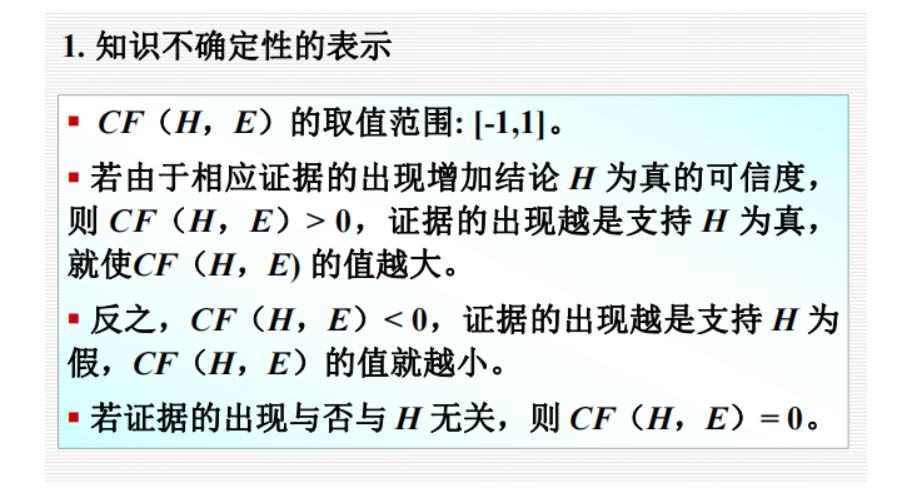 1. 知识不确定性的表示
▪ CF（H，E）的取值范围: [-1,1]。
▪ 若由于相应证据的出现增加结论 H 为真的可信度，
则 CF（H，E）> 0，证据的出现越是支持 H 为真，
就使CF（H，E) 的值越大。
▪ 反之，CF（H，E）< 0，证据的出现越是支持 H 为
假，CF（H，E）的值就越小。
▪ 若证据的出现与否与 H 无关，则 CF（H，E）= 0。